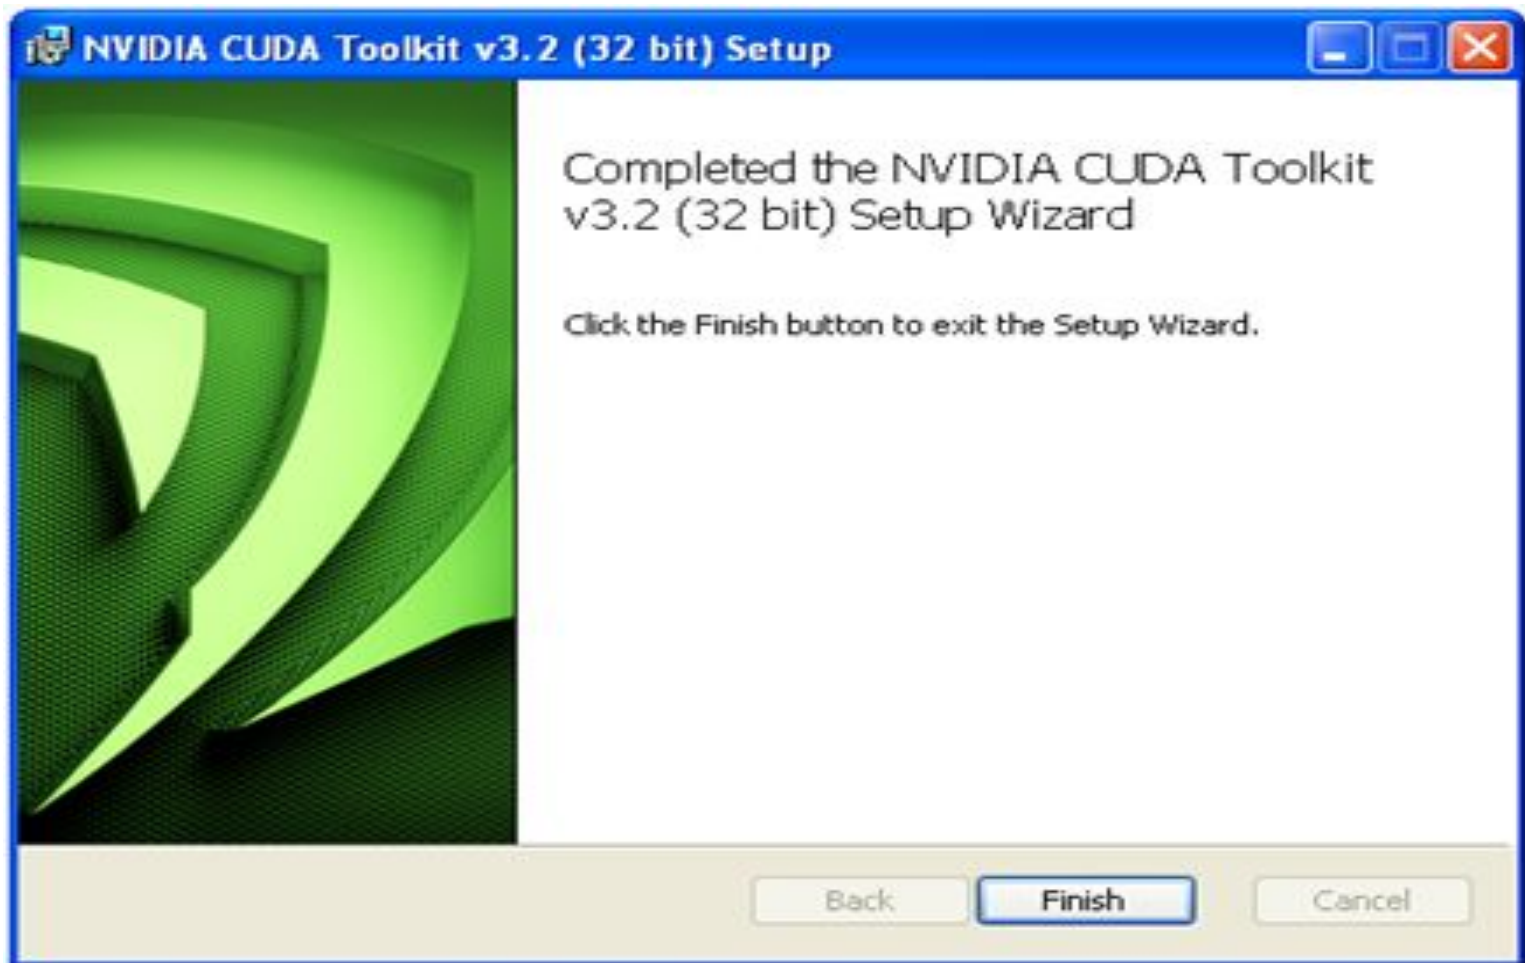 NVIDIA CUDA Toolkit v3.2 (32 bit) Setup
Completed the NVIDIA CUDA Toolkit
v3.2 (32 bit) Setup Wizard
Click the Finish button to exit the Setup Wizard.
Back Finish Cancel